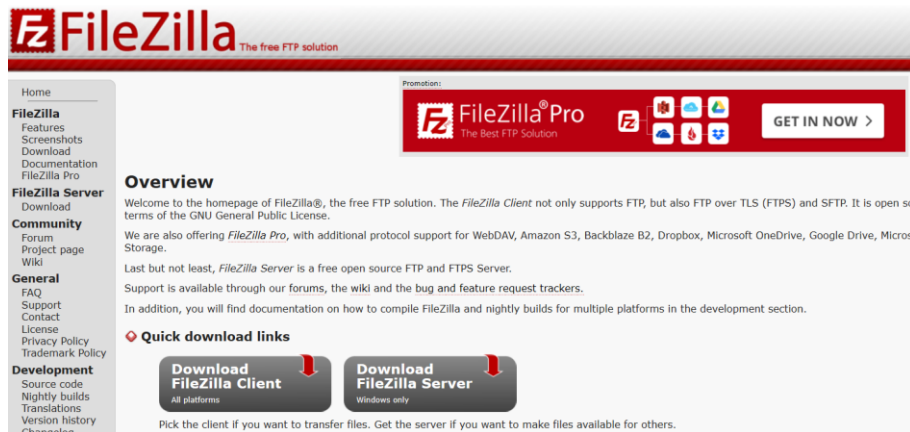 FileZilla The free FTP solution
Home
FileZilla
Features
Screenshots
Download
Documentation
FileZilla Pro
FileZilla Server
Download
Community
Forum
Project page
Wiki
General
FAQ
Support
Contact
License
Privacy Policy
Trademark Policy
Development
Source code
Nightly builds
Translations
Version history
Changelog
Promotion:
FileZilla® Pro
The Best FTP Solution
GET IN NOW >
Overview
Welcome to the homepage of FileZilla®, the free FTP solution. The FileZilla Client not only supports FTP, but also FTP over TLS (FTPS) and SFTP. It is open
terms of the GNU General Public License.
We are also offering FileZilla Pro, with additional protocol support for WebDAV, Amazon S3, Backblaze B2, Dropbox, Microsoft OneDrive, Google Drive,
Storage.
Last but not least, FileZilla Server is a free open source FTP and FTPS Server.
Support is available through our forums, the wiki and the bug and feature request trackers.
In addition, you will find documentation on how to compile FileZilla and nightly builds for multiple platforms in the development section.
Quick download links
Download
FileZilla Client
All platforms
Download
FileZilla Server
Windows only
Pick the client if you want to transfer files. Get the server if you want to make files available for others.